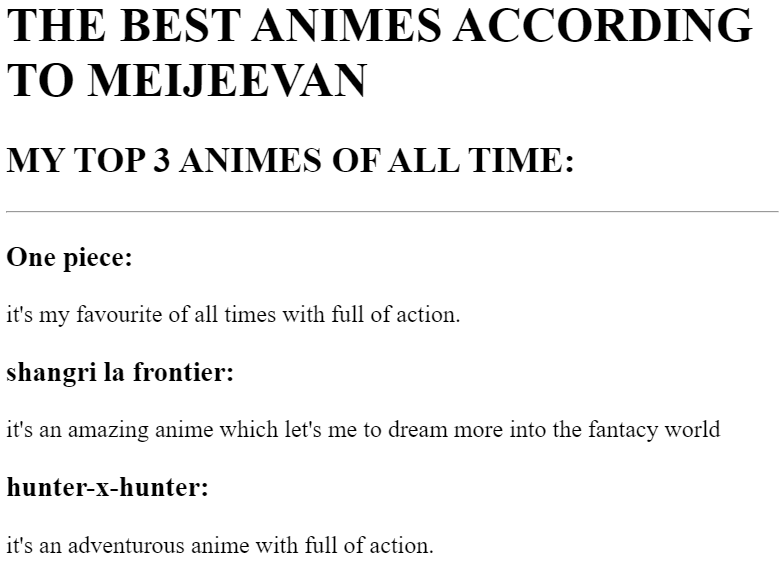 THE BEST ANIMES ACCORDING
TO MEIJEEVAN
MY TOP 3 ANIMES OF ALL TIME:
One piece:
it's my favourite of all times with full of action.
shangri la frontier:
it's an amazing anime which let's me to dream more into the fantacy world
hunter-x-hunter:
it's an adventurous anime with full of action.